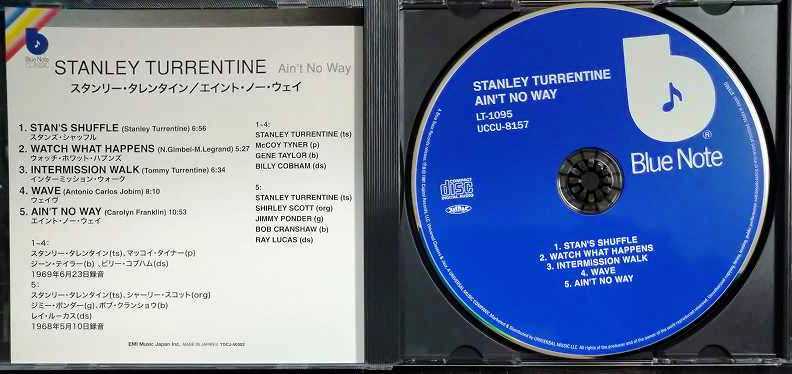 Blue Note
STANLEY TURRENTINE Ain't No Way
スタンリー・タレンタイン/エイント・ノー・ウェイ
1. STAN'S SHUFFLE (Stanley Turrentine) 6:56
スタンズ・シャッフル
2. WATCH WHAT HAPPENS (N.Gimbel-M.Legrand) 5:27
ウォッチ・ホワット・ハプンズ
3. INTERMISSION WALK (Tommy Turrentine) 6:34
インターミッション・ウォーク
4. WAVE (Antonio Carlos Jobim) 8:10
ウェイヴ
5. AIN'T NO WAY (Carolyn Franklin) 10:53
エイント・ノー・ウェイ
1-4:
STANLEY TURRENTINE (ts)
McCOY TYNER (p)
GENE TAYLOR (b)
BILLY COBHAM (ds)
5:
STANLEY TURRENTINE (ts)
SHIRLEY SCOTT (org)
JIMMY PONDER (g)
BOB CRANSHAW (b)
RAY LUCAS (ds)
1-4:
スタンリー・タレンタイン(ts)、マッコイ・タイナー(p)
ジーン・テイラー(b)、ビリー・コブハム(ds)
1969年6月23日録音
5:
スタンリー・タレンタイン(ts)、シャーリー・スコット(org)
ジミー・ポンダー(g)、ボブ・クランショウ(b)
レイ・ルーカス(ds)
1968年5月10日録音
EMI Music Japan Inc. MADE IN JAPAN
STANLEY TURRENTINE
AIN'T NO WAY
LT-1095
UCCU-8157
Blue Note
®
COMPACT
disc
DIGITAL AUDIO
1. STAN'S SHUFFLE
2. WATCH WHAT HAPPENS
3. INTERMISSION WALK
4. WAVE
5. AIN'T NO WAY